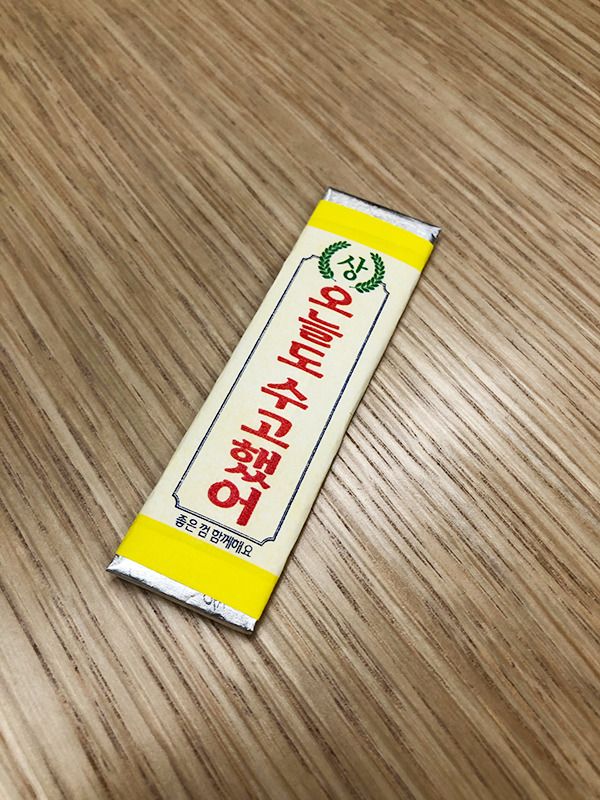 상
오늘도 수고했어
좋은 껌 함께해요